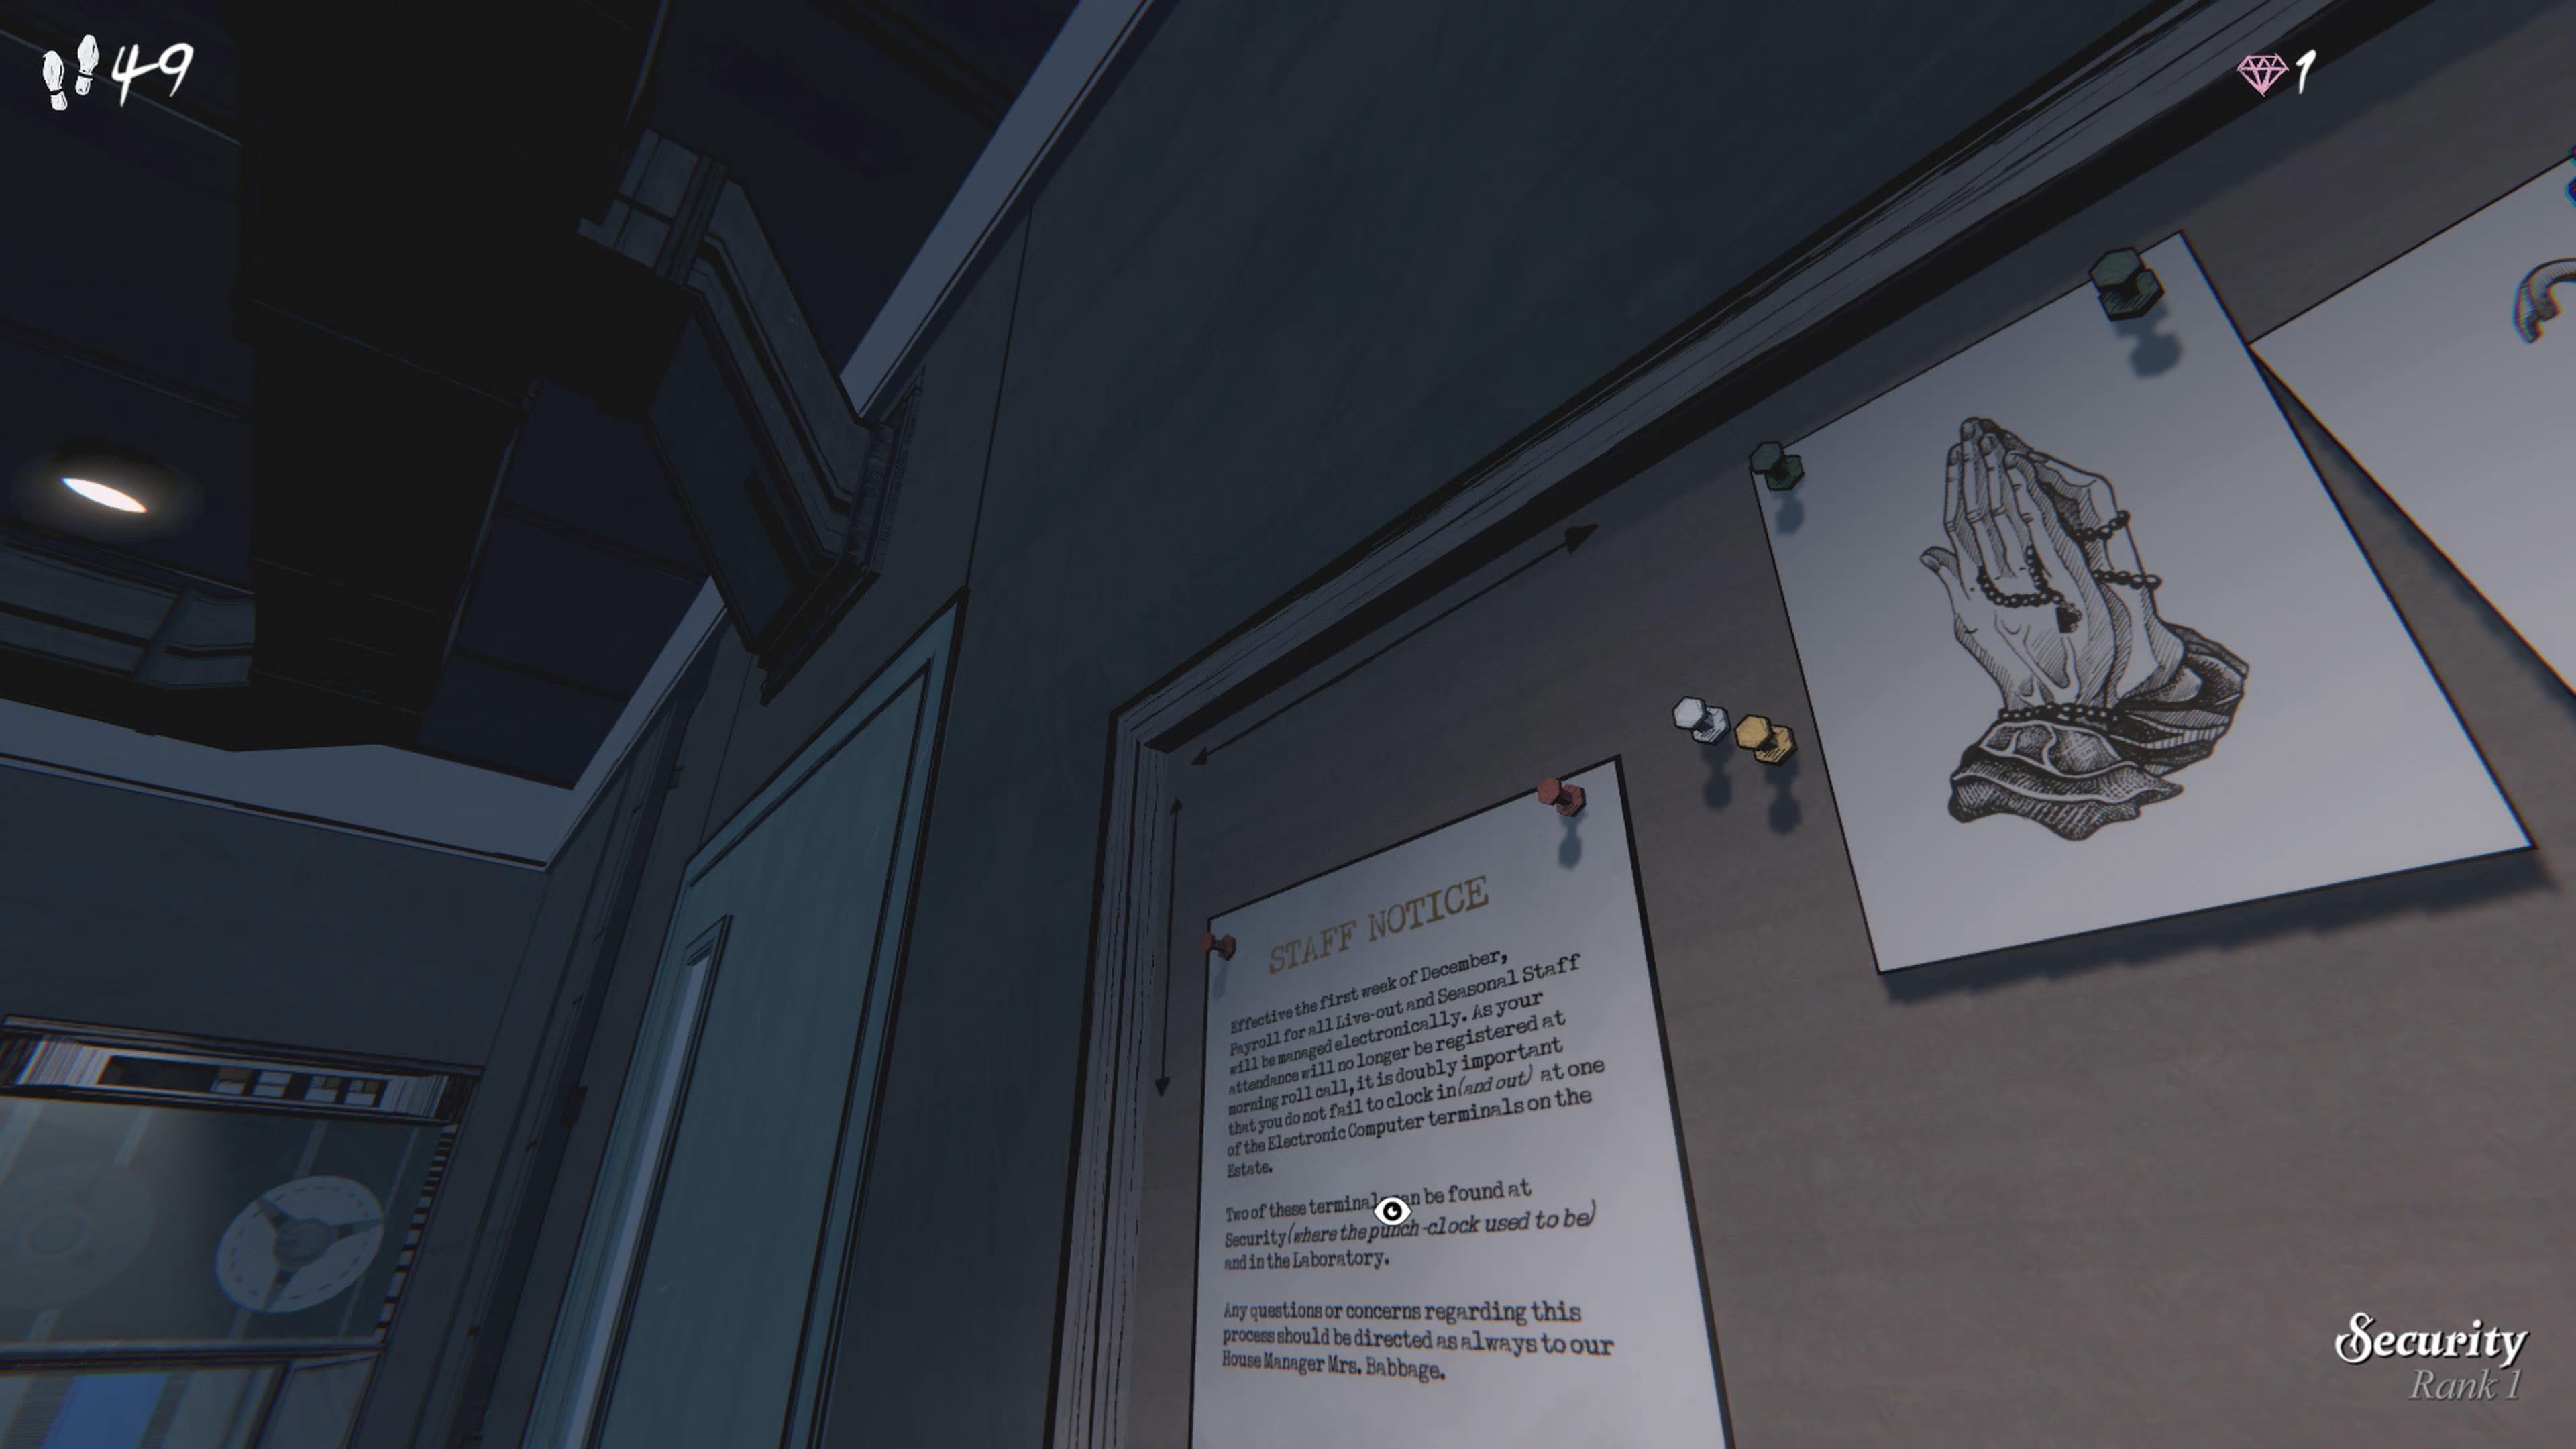 49
1
STAFF NOTICE
Effective the first week of December,
Payroll for all Live-out and Seasonal Staff
will be managed electronically. As your
attendance will no longer be registered at
morning roll call, it is doubly important
that you do not fail to clock in (and out) at one
of the Electronic Computer terminals on the
Estate.
Two of these terminals can be found at
Security (where the punch-clock used to be)
and in the Laboratory.
Any questions or concerns regarding this
process should be directed as always to our
House Manager Mrs. Babbage.
Security
Rank 1